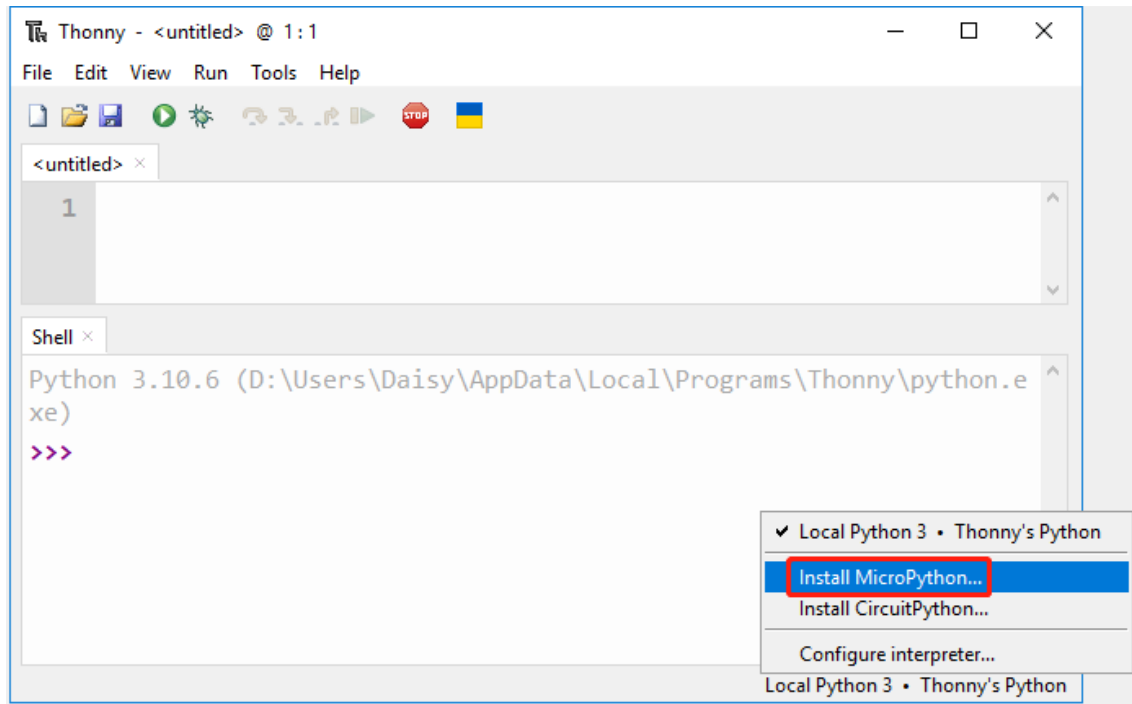 Thonny - <untitled> @ 1:1
File Edit View Run Tools Help
STOP
<untitled> ×
1
Shell ×
Python 3.10.6 (D:\Users\Daisy\AppData\Local\Programs\Thonny\python.e
xe)
>>>
✓ Local Python 3 • Thonny's Python
Install MicroPython...
Install CircuitPython...
Configure interpreter...
Local Python 3 • Thonny's Python